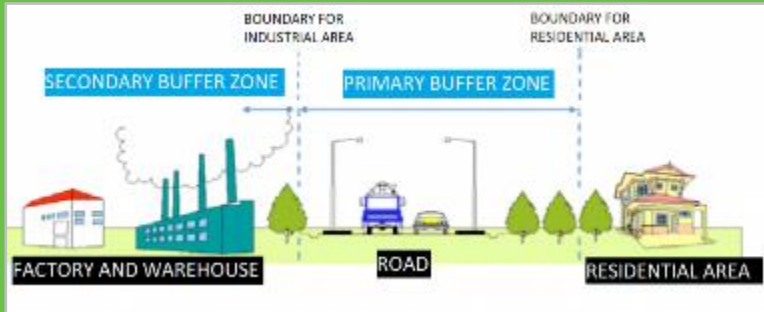 BOUNDARY FOR
INDUSTRIAL AREA
BOUNDARY FOR
RESIDENTIAL AREA
SECONDARY BUFFER ZONE
PRIMARY BUFFER ZONE
FACTORY AND WAREHOUSE
ROAD
RESIDENTIAL AREA